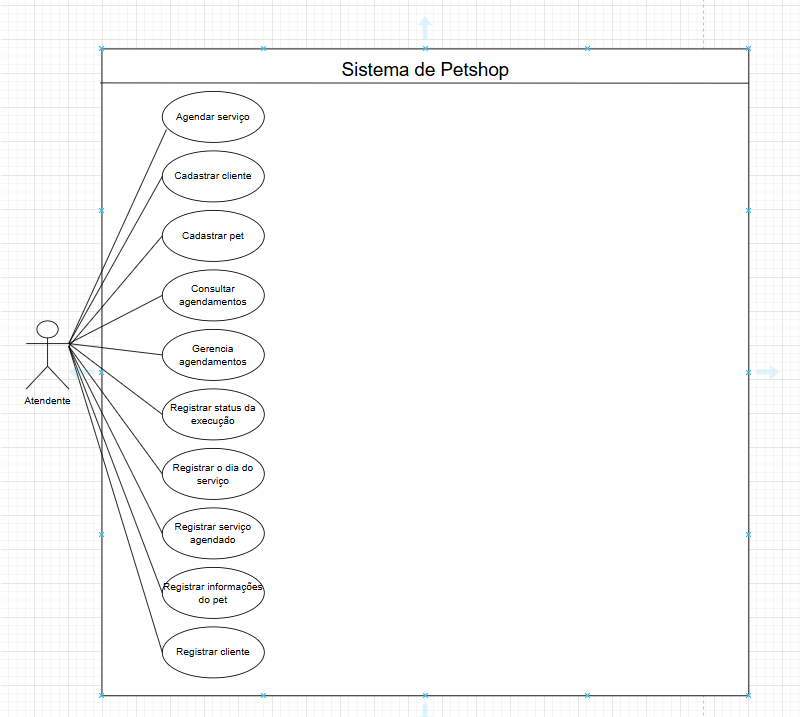 Sistema de Petshop
Agendar serviço
Cadastrar cliente
Cadastrar pet
Consultar
agendamentos
Gerencia
agendamentos
Registrar status da
execução
Registrar o dia do
serviço
Registrar serviço
agendado
Registrar informações
do pet
Registrar cliente
Atendente